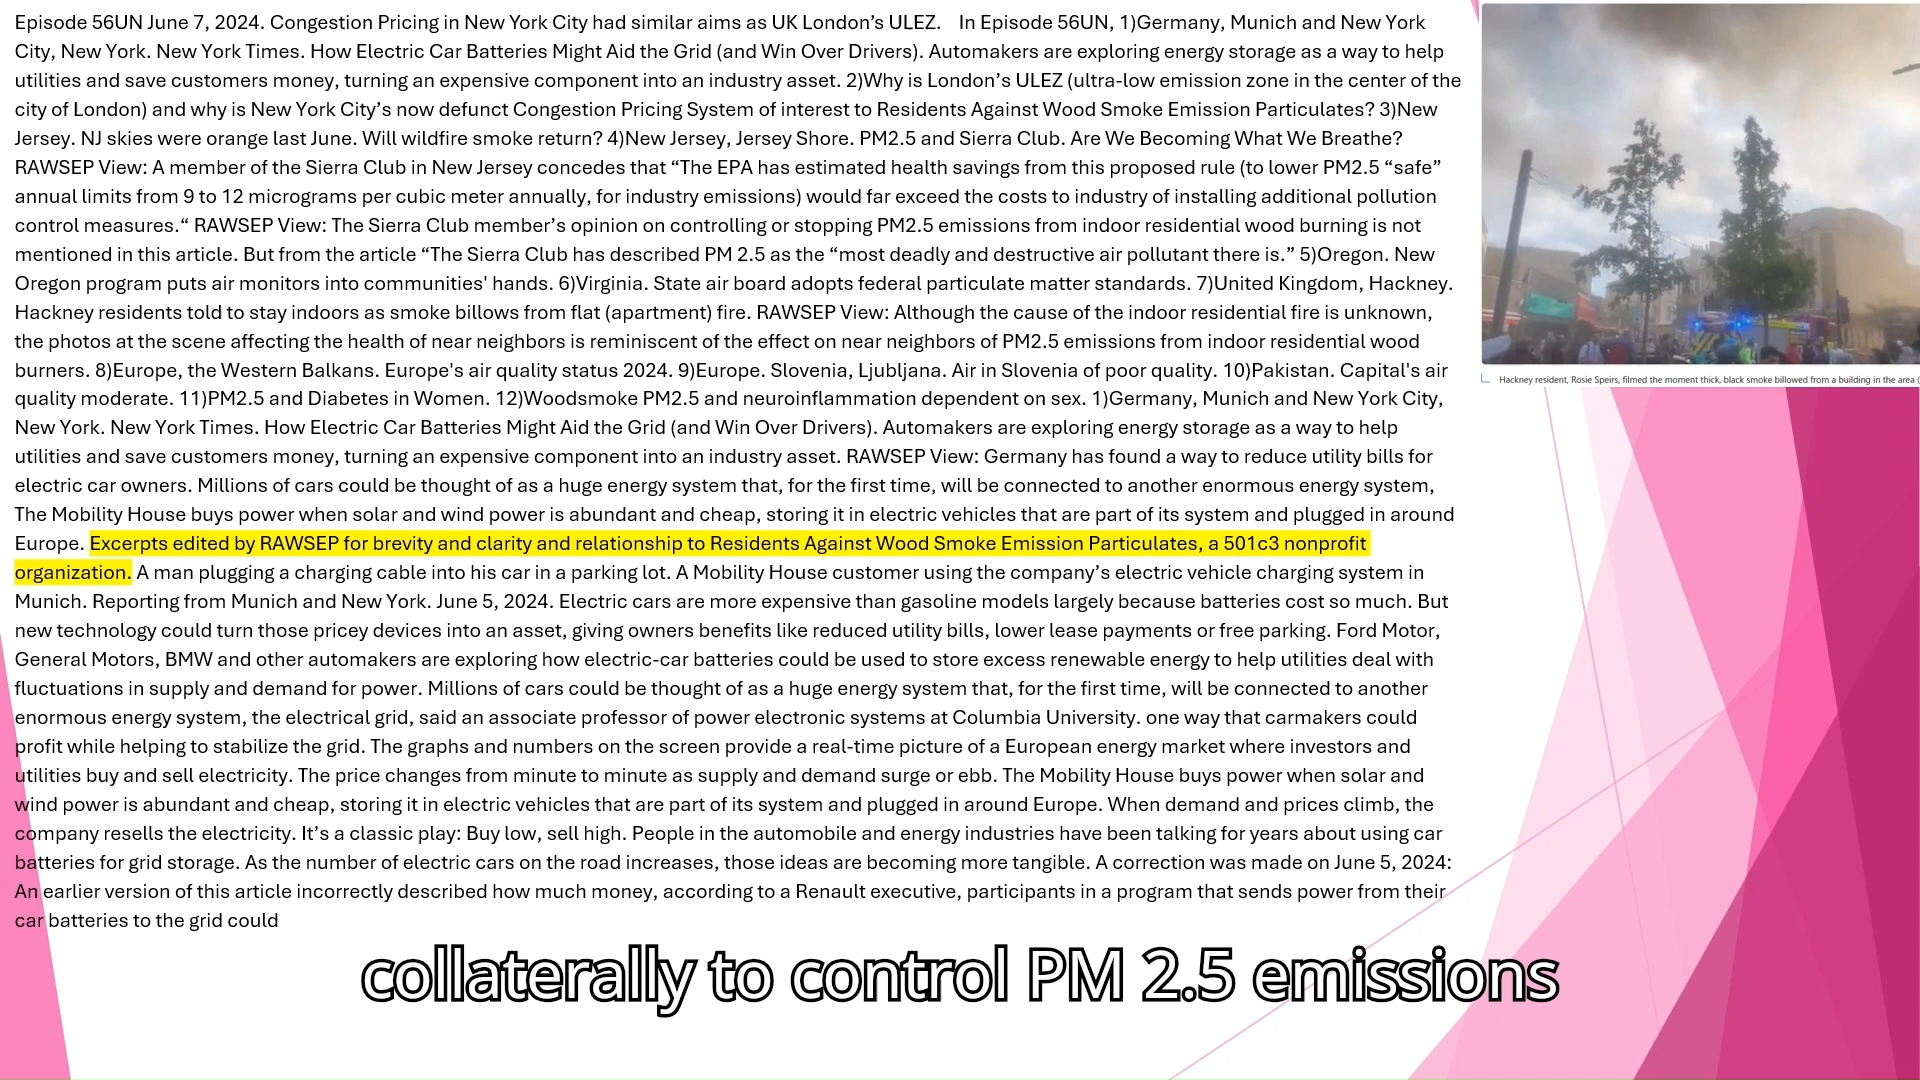 Episode 56UN June 7, 2024. Congestion Pricing in New York City had similar aims as UK London’s ULEZ.   In Episode 56UN, 1)Germany, Munich and New York
City, New York. New York Times. How Electric Car Batteries Might Aid the Grid (and Win Over Drivers). Automakers are exploring energy storage as a way to help
utilities and save customers money, turning an expensive component into an industry asset. 2)Why is London’s ULEZ (ultra-low emission zone in the center of the
city of London) and why is New York City’s now defunct Congestion Pricing System of interest to Residents Against Wood Smoke Emission Particulates? 3)New
Jersey. NJ skies were orange last June. Will wildfire smoke return? 4)New Jersey, Jersey Shore. PM2.5 and Sierra Club. Are We Becoming What We Breathe?
RAWSEP View: A member of the Sierra Club in New Jersey concedes that “The EPA has estimated health savings from this proposed rule (to lower PM2.5 “safe”
annual limits from 9 to 12 micrograms per cubic meter annually, for industry emissions) would far exceed the costs to industry of installing additional pollution
control measures.“ RAWSEP View: The Sierra Club member’s opinion on controlling or stopping PM2.5 emissions from indoor residential wood burning is not
mentioned in this article. But from the article “The Sierra Club has described PM 2.5 as the “most deadly and destructive air pollutant there is.” 5)Oregon. New
Oregon program puts air monitors into communities' hands. 6)Virginia. State air board adopts federal particulate matter standards. 7)United Kingdom, Hackney.
Hackney residents told to stay indoors as smoke billows from flat (apartment) fire. RAWSEP View: Although the cause of the indoor residential fire is unknown,
the photos at the scene affecting the health of near neighbors is reminiscent of the effect on near neighbors of PM2.5 emissions from indoor residential wood
burners. 8)Europe, the Western Balkans. Europe's air quality status 2024. 9)Europe. Slovenia, Ljubljana. Air in Slovenia of poor quality. 10)Pakistan. Capital's air
quality moderate. 11)PM2.5 and Diabetes in Women. 12)Woodsmoke PM2.5 and neuroinflammation dependent on sex. 1)Germany, Munich and New York City,
New York. New York Times. How Electric Car Batteries Might Aid the Grid (and Win Over Drivers). Automakers are exploring energy storage as a way to help
utilities and save customers money, turning an expensive component into an industry asset. RAWSEP View: Germany has found a way to reduce utility bills for
electric car owners. Millions of cars could be thought of as a huge energy system that, for the first time, will be connected to another enormous energy system,
The Mobility House buys power when solar and wind power is abundant and cheap, storing it in electric vehicles that are part of its system and plugged in around
Europe. Excerpts edited by RAWSEP for brevity and clarity and relationship to Residents Against Wood Smoke Emission Particulates, a 501c3 nonprofit
organization. A man plugging a charging cable into his car in a parking lot. A Mobility House customer using the company’s electric vehicle charging system in
Munich. Reporting from Munich and New York. June 5, 2024. Electric cars are more expensive than gasoline models largely because batteries cost so much. But
new technology could turn those pricey devices into an asset, giving owners benefits like reduced utility bills, lower lease payments or free parking. Ford Motor,
General Motors, BMW and other automakers are exploring how electric-car batteries could be used to store excess renewable energy to help utilities deal with
fluctuations in supply and demand for power. Millions of cars could be thought of as a huge energy system that, for the first time, will be connected to another
enormous energy system, the electrical grid, said an associate professor of power electronic systems at Columbia University. one way that carmakers could
profit while helping to stabilize the grid. The graphs and numbers on the screen provide a real-time picture of a European energy market where investors and
utilities buy and sell electricity. The price changes from minute to minute as supply and demand surge or ebb. The Mobility House buys power when solar and
wind power is abundant and cheap, storing it in electric vehicles that are part of its system and plugged in around Europe. When demand and prices climb, the
company resells the electricity. It’s a classic play: Buy low, sell high. People in the automobile and energy industries have been talking for years about using car
batteries for grid storage. As the number of electric cars on the road increases, those ideas are becoming more tangible. A correction was made on June 5, 2024:
An earlier version of this article incorrectly described how much money, according to a Renault executive, participants in a program that sends power from their
car batteries to the grid could
Hackney resident, Rosie Speirs, filmed the moment thick, black smoke billowed from a building in the area (
collaterally to control PM 2.5 emissions